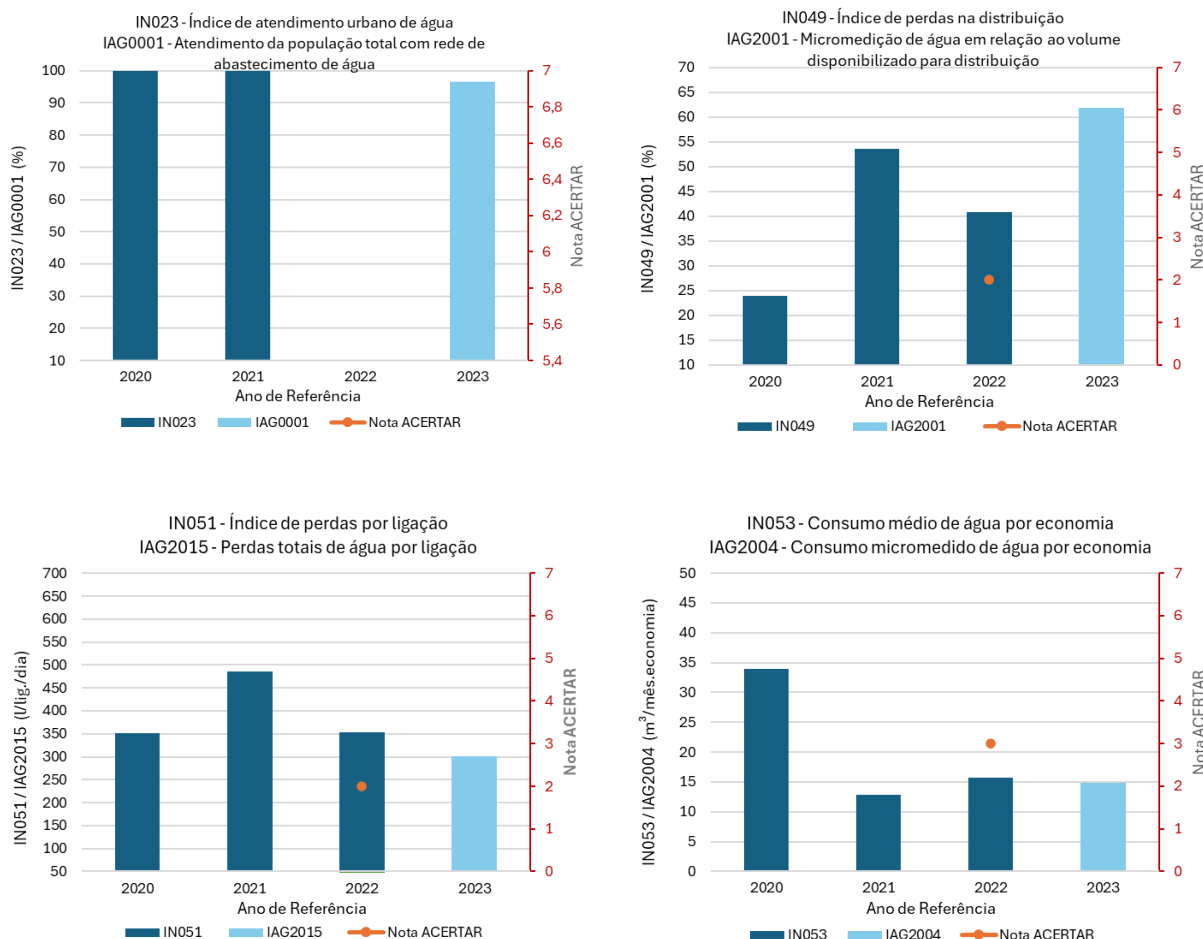 IN023 - Índice de atendimento urbano de água
IAG0001 - Atendimento da população total com rede de
abastecimento de água
100
90
80
70
60
50
40
30
20
10
IN023 / IAG0001 (%)
7
6,8
6,6
6,4
6,2
6
5,8
5,6
5,4
Nota ACERTAR
2020 2021 2022 2023
Ano de Referência
IN023 IAG0001 Nota ACERTAR
IN049 - Índice de perdas na distribuição
IAG2001 - Micromedição de água em relação ao volume
disponibilizado para distribuição
70
65
60
55
50
45
40
35
30
25
20
15
10
IN049 / IAG2001 (%)
7
6
5
4
3
2
1
0
Nota ACERTAR
2020 2021 2022 2023
Ano de Referência
IN049 IAG2001 Nota ACERTAR
IN051 - Índice de perdas por ligação
IAG2015 - Perdas totais de água por ligação
700
650
600
550
500
450
400
350
300
250
200
150
100
50
IN051 / IAG2015 (l/lig./dia)
7
6
5
4
3
2
1
0
Nota ACERTAR
2020 2021 2022 2023
Ano de Referência
IN051 IAG2015 Nota ACERTAR
IN053 - Consumo médio de água por economia
IAG2004 - Consumo micromedido de água por economia
50
45
40
35
30
25
20
15
10
5
0
IN053 / IAG2004 (m³/mês.economia)
7
6
5
4
3
2
1
0
Nota ACERTAR
2020 2021 2022 2023
Ano de Referência
IN053 IAG2004 Nota ACERTAR